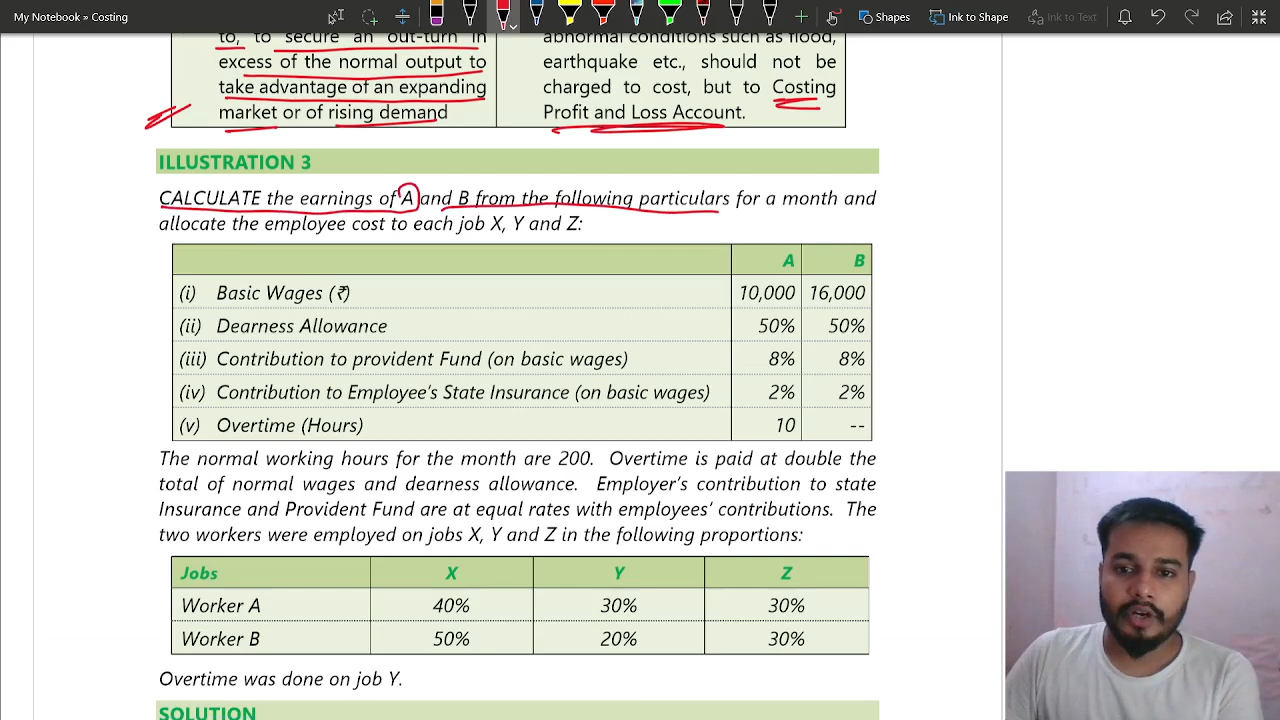 My Notebook » Costing
Shapes
Ink to Shape
Ink to Text
to, to secure an out-turn in
excess of the normal output to
take advantage of an expanding
market or of rising demand
abnormal conditions such as flood,
earthquake etc., should not be
charged to cost, but to Costing
Profit and Loss Account.
ILLUSTRATION 3
CALCULATE the earnings of A and B from the following particulars for a month and
allocate the employee cost to each job X, Y and Z:
A B
(i) Basic Wages (₹) 10,000 16,000
(ii) Dearness Allowance 50% 50%
(iii) Contribution to provident Fund (on basic wages) 8% 8%
(iv) Contribution to Employee's State Insurance (on basic wages) 2% 2%
(v) Overtime (Hours) 10 --
The normal working hours for the month are 200. Overtime is paid at double the
total of normal wages and dearness allowance. Employer's contribution to state
Insurance and Provident Fund are at equal rates with employees' contributions. The
two workers were employed on jobs X, Y and Z in the following proportions:
Jobs X Y Z
Worker A 40% 30% 30%
Worker B 50% 20% 30%
Overtime was done on job Y.
SOLUTION